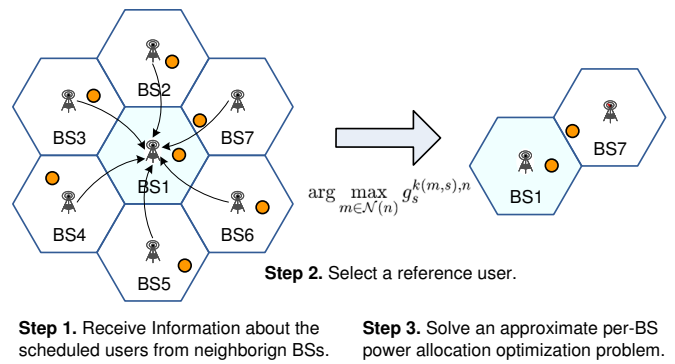 BS2
BS3
BS7
BS1
BS4
BS6
BS5
BS7
BS1
arg max g_s^{k(m,s),n}
m∈N(n)
Step 2. Select a reference user.
Step 1. Receive Information about the
scheduled users from neighborign BSs.
Step 3. Solve an approximate per-BS
power allocation optimization problem.